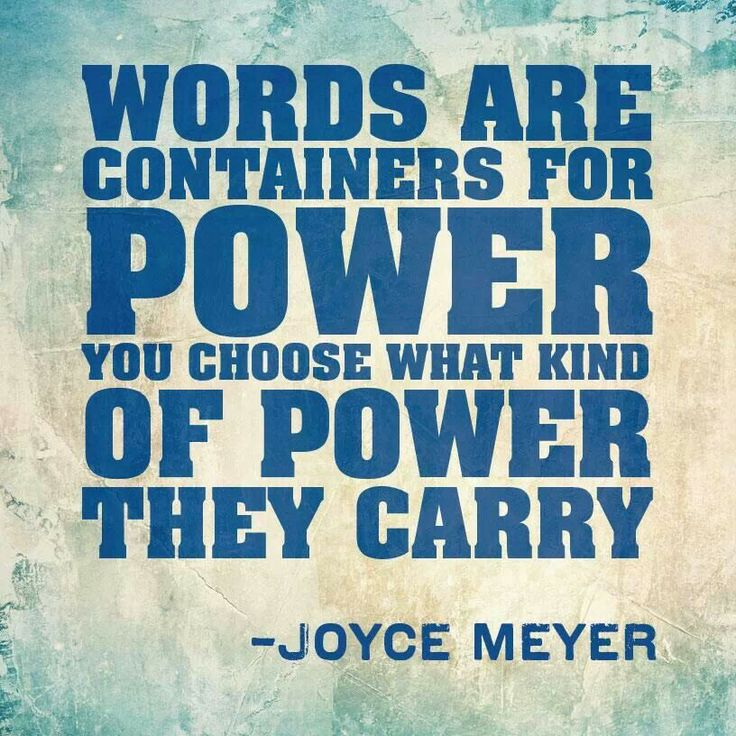 WORDS ARE
CONTAINERS FOR
POWER
YOU CHOOSE WHAT KIND
OF POWER
THEY CARRY
-JOYCE MEYER